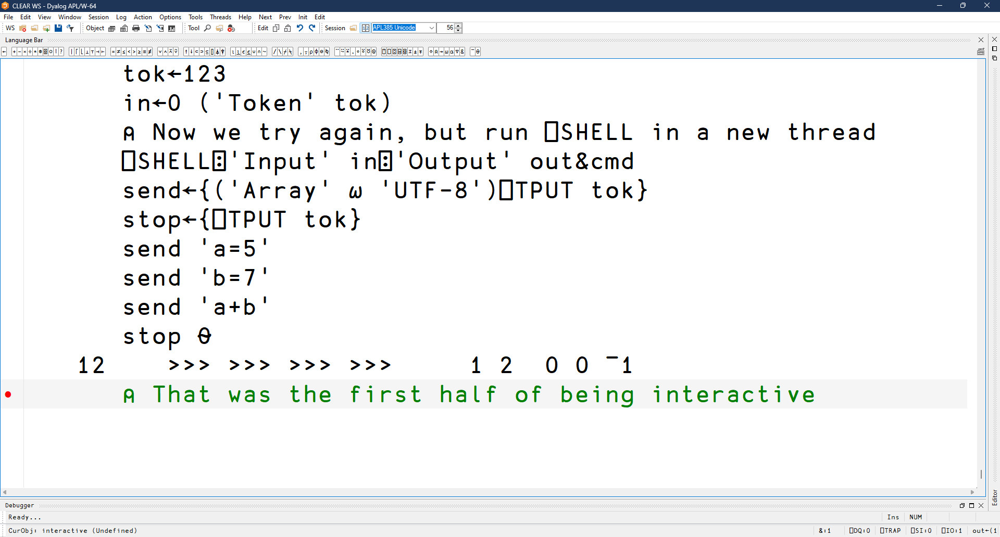 CLEAR WS - Dyalog APL/W-64
File Edit View Window Session Log Action Options Tools Threads Help Next Prev Init Edit
WS Object Tool Edit Session APL385 Unicode 56
Language Bar
tok←123
in←0 ('Token' tok)
⍝ Now we try again, but run ⎕SHELL in a new thread
⎕SHELL⍠'Input' in⍠'Output' out&cmd
send←{('Array' ⍵ 'UTF-8')⎕TPUT tok}
stop←{⎕TPUT tok}
send 'a=5'
send 'b=7'
send 'a+b'
stop ⍬
12 >>> >>> >>> >>> 1 2 0 0 ¯1
⍝ That was the first half of being interactive
Editor
Debugger
Ready...
Ins NUM
CurObj: interactive (Undefined)
&:1 ⎕DQ:0 ⎕TRAP ⎕SI:0 ⎕IO:1 out←(1